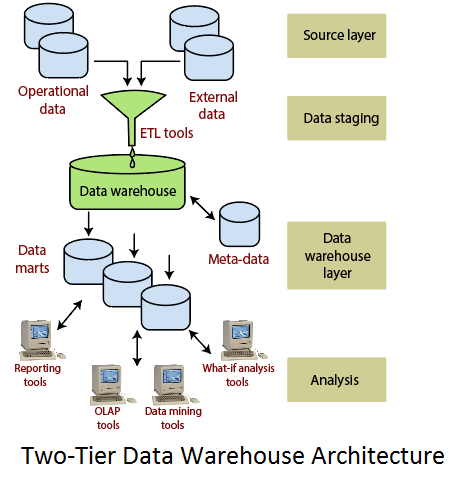 Source layer
Operational
data
External
data
ETL tools
Data staging
Data warehouse
Data
marts
Meta-data
Data
warehouse
layer
Reporting
tools
OLAP
tools
Data mining
tools
What-if analysis
tools
Analysis
Two-Tier Data Warehouse Architecture